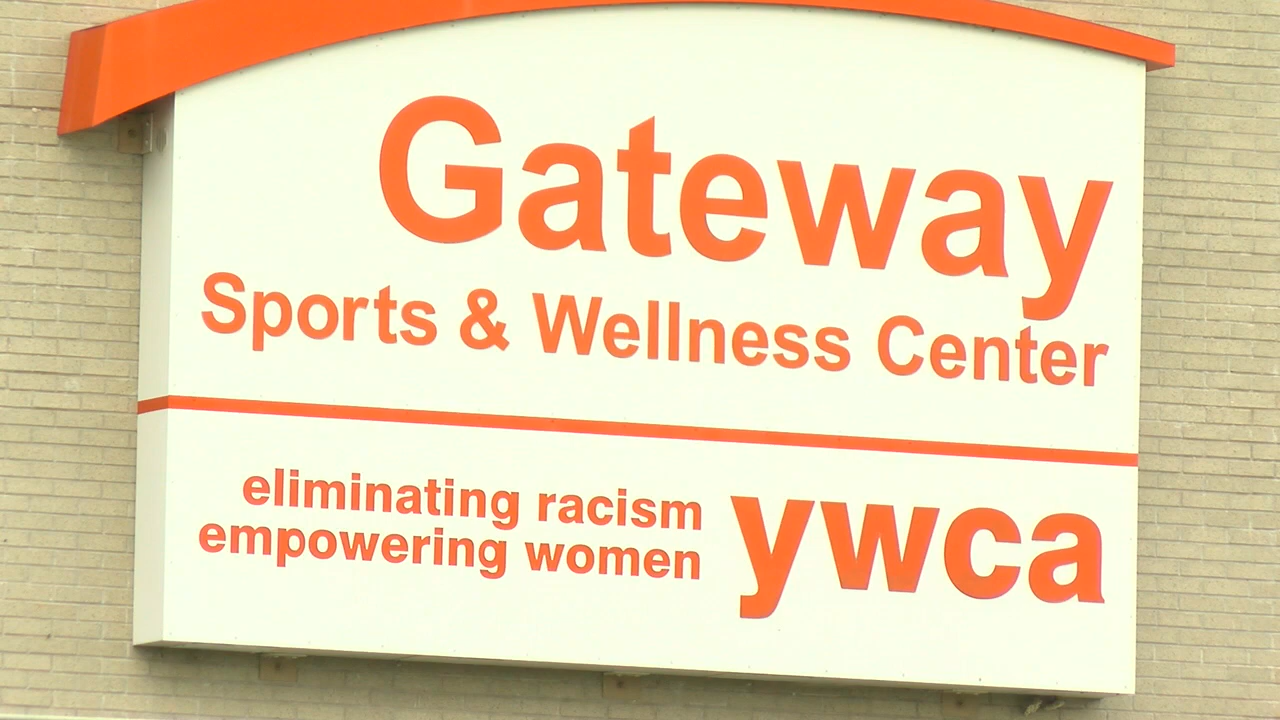 Gateway
Sports & Wellness Center
eliminating racism
empowering women
ywca